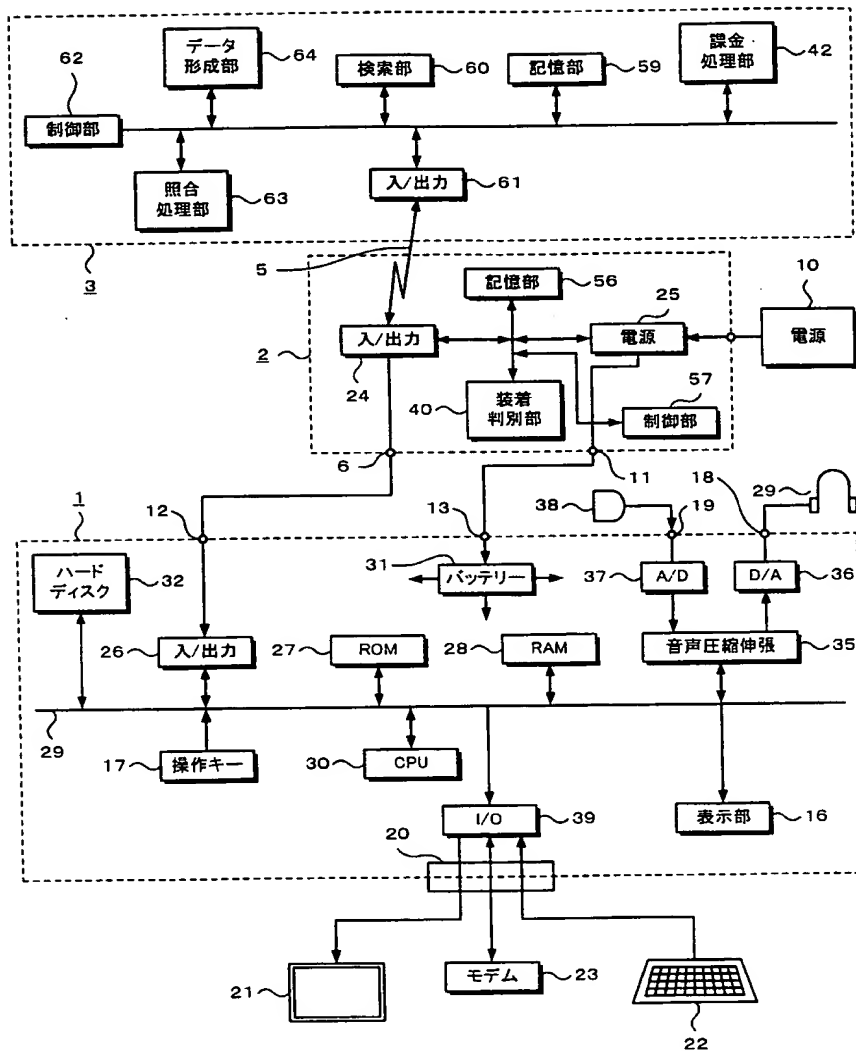 62
データ
形成部
64
検索部
60
記憶部
59
課金
処理部
42
制御部
照合
処理部
63
入/出力
61
3
5
記憶部
56
25
10
2
入/出力
24
電源
電源
57
40
装着
判別部
制御部
6
11
1
12
13
38
19
18
29
ハード
ディスク
32
31
バッテリー
37
A/D
D/A
36
26
入/出力
27
ROM
28
RAM
音声圧縮伸張
35
29
17
操作キー
30
CPU
I/O
39
表示部
16
20
21
モデム
23
22